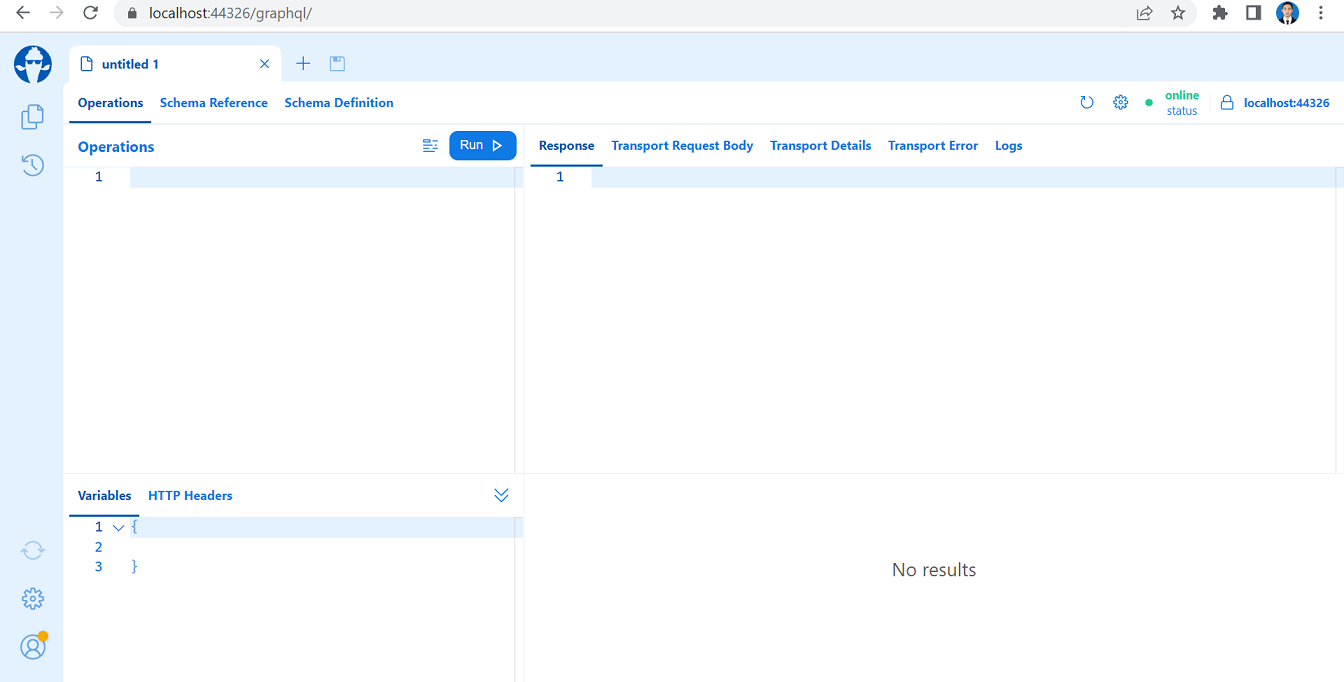 localhost:44326/graphql/
untitled 1
Operations Schema Reference Schema Definition
online
status
localhost:44326
Operations
Run
Response Transport Request Body Transport Details Transport Error Logs
1
1
Variables HTTP Headers
1 {
2
3 }
No results